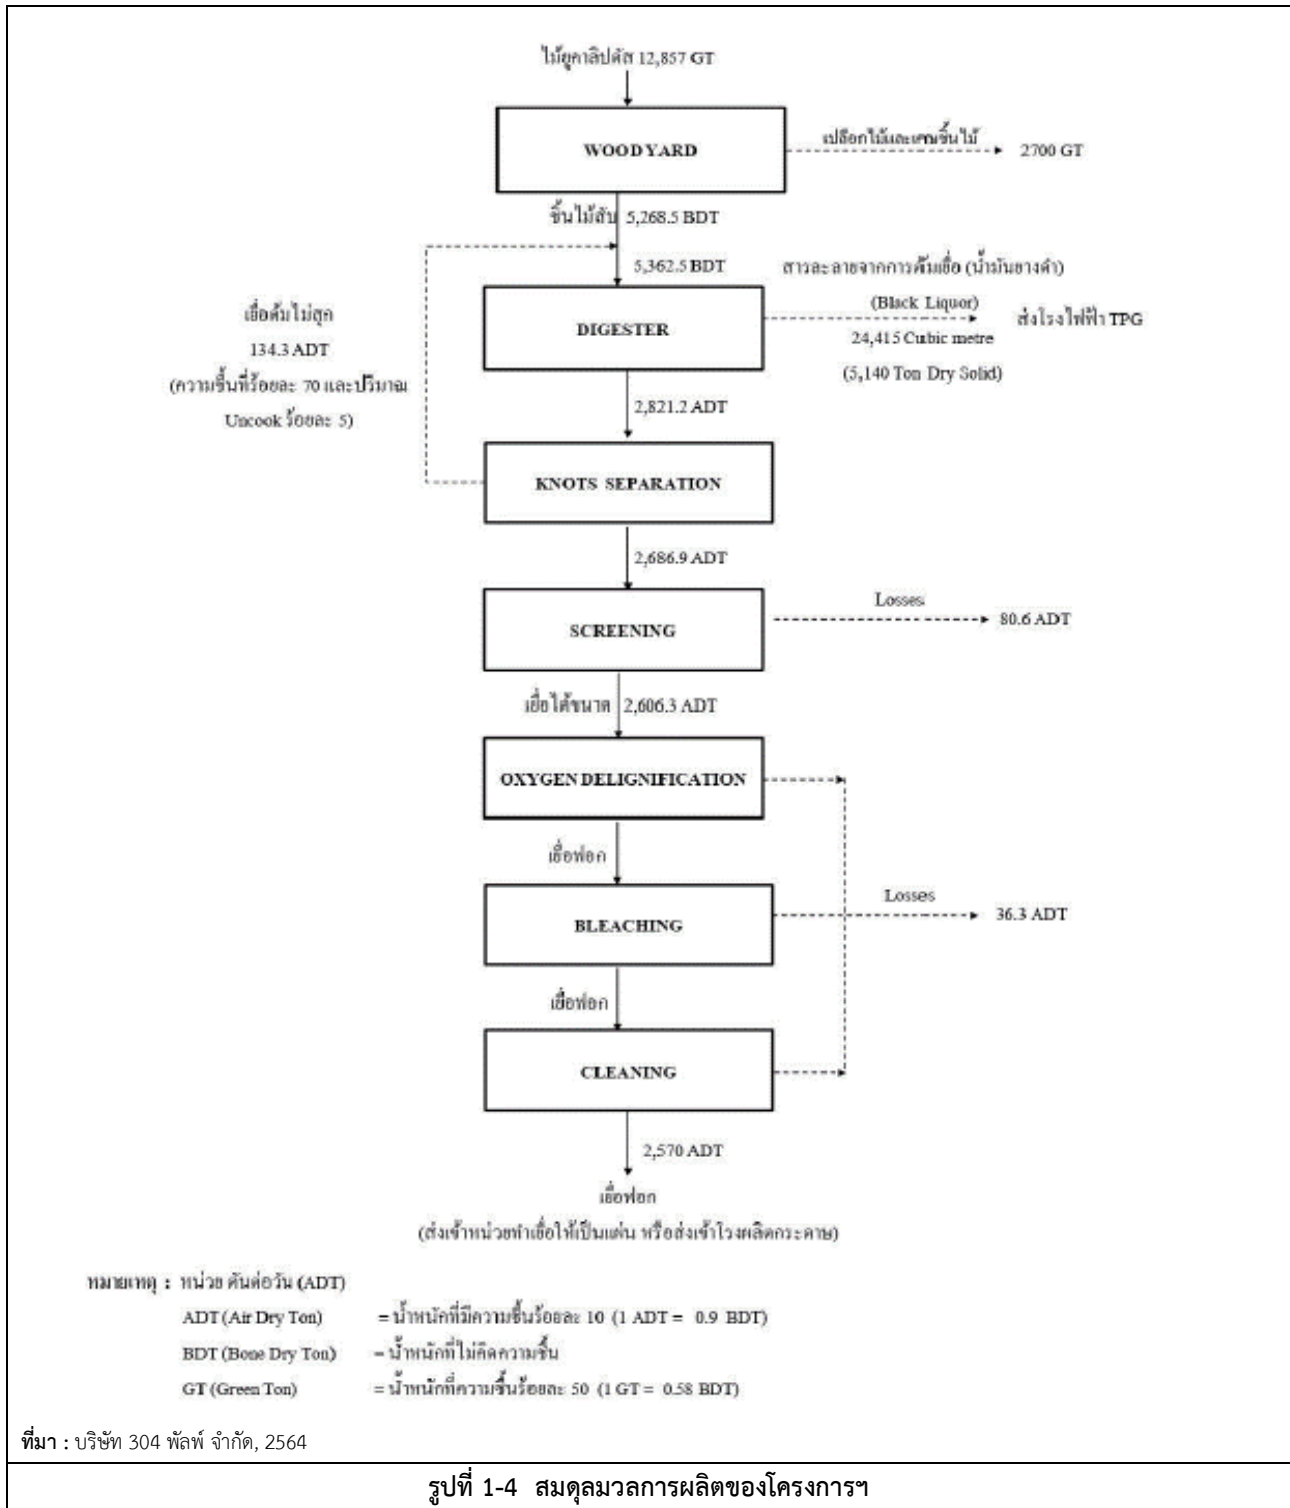 ไม้ยูคาลิปตัส 12,857 GT
WOODYARD
เปลือกไม้และเศษชิ้นไม้
2700 GT
ชิ้นไม้สับ 5,268.5 BDT
5,362.5 BDT
สารละลายจากการต้มเยื่อ (น้ำมันยางดำ)
(Black Liquor)
24,415 Cubic metre
(5,140 Ton Dry Solid)
ส่งโรงไฟฟ้า TPG
DIGESTER
เยื่อต้มไม่สุก
134.3 ADT
(ความชื้นที่ร้อยละ 70 และปริมาณ
Uncook ร้อยละ 5)
2,821.2 ADT
KNOTS SEPARATION
2,686.9 ADT
SCREENING
Losses
80.6 ADT
เยื่อได้ขนาด 2,606.3 ADT
OXYGEN DELIGNIFICATION
เยื่อฟอก
BLEACHING
Losses
36.3 ADT
เยื่อฟอก
CLEANING
2,570 ADT
เยื่อฟอก
(ส่งเข้าหน่วยทำเยื่อให้เป็นแผ่น หรือส่งเข้าโรงผลิตกระดาษ)
หมายเหตุ : หน่วย ตันต่อวัน (ADT)
ADT (Air Dry Ton) = น้ำหนักที่มีความชื้นร้อยละ 10 (1 ADT = 0.9 BDT)
BDT (Bone Dry Ton) = น้ำหนักที่ไม่คิดความชื้น
GT (Green Ton) = น้ำหนักที่ความชื้นร้อยละ 50 (1 GT = 0.58 BDT)
ที่มา : บริษัท 304 พัลพ์ จำกัด, 2564
รูปที่ 1-4 สมดุลมวลการผลิตของโครงการฯ